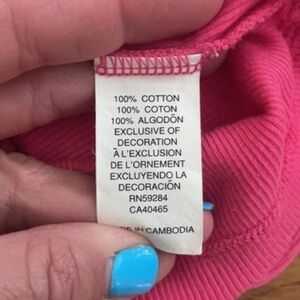 100% COTTON
100% COTON
100% ALGODÓN
EXCLUSIVE OF
DECORATION
À L'EXCLUSION
DE L'ORNEMENT
EXCLUYENDO LA
DECORACIÓN
RN59284
CA40465
IN CAMBODIA